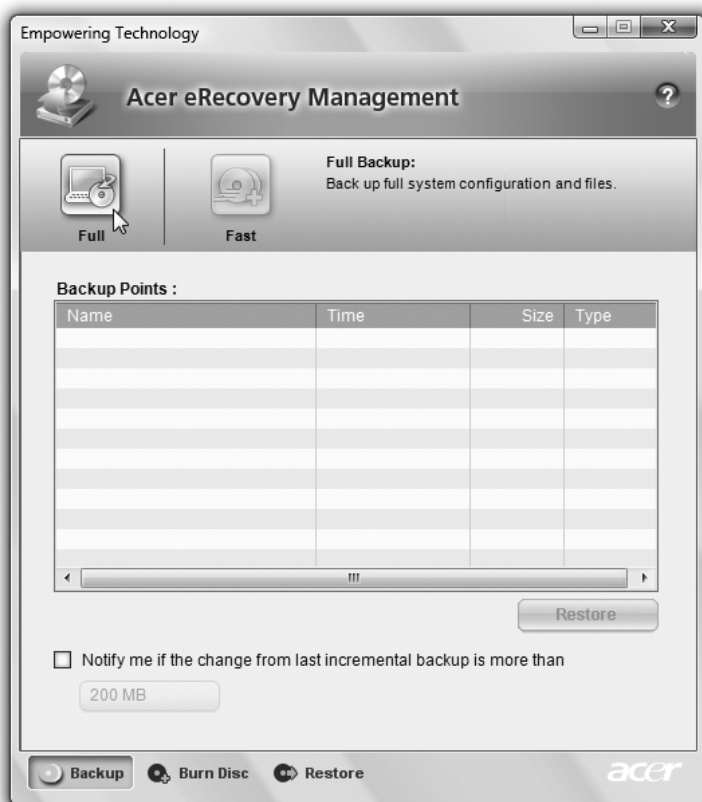 Empowering Technology
Acer eRecovery Management
?
Full Backup:
Back up full system configuration and files.
Full
Fast
Backup Points :
Name Time Size Type
Restore
Notify me if the change from last incremental backup is more than
200 MB
Backup Burn Disc Restore acer